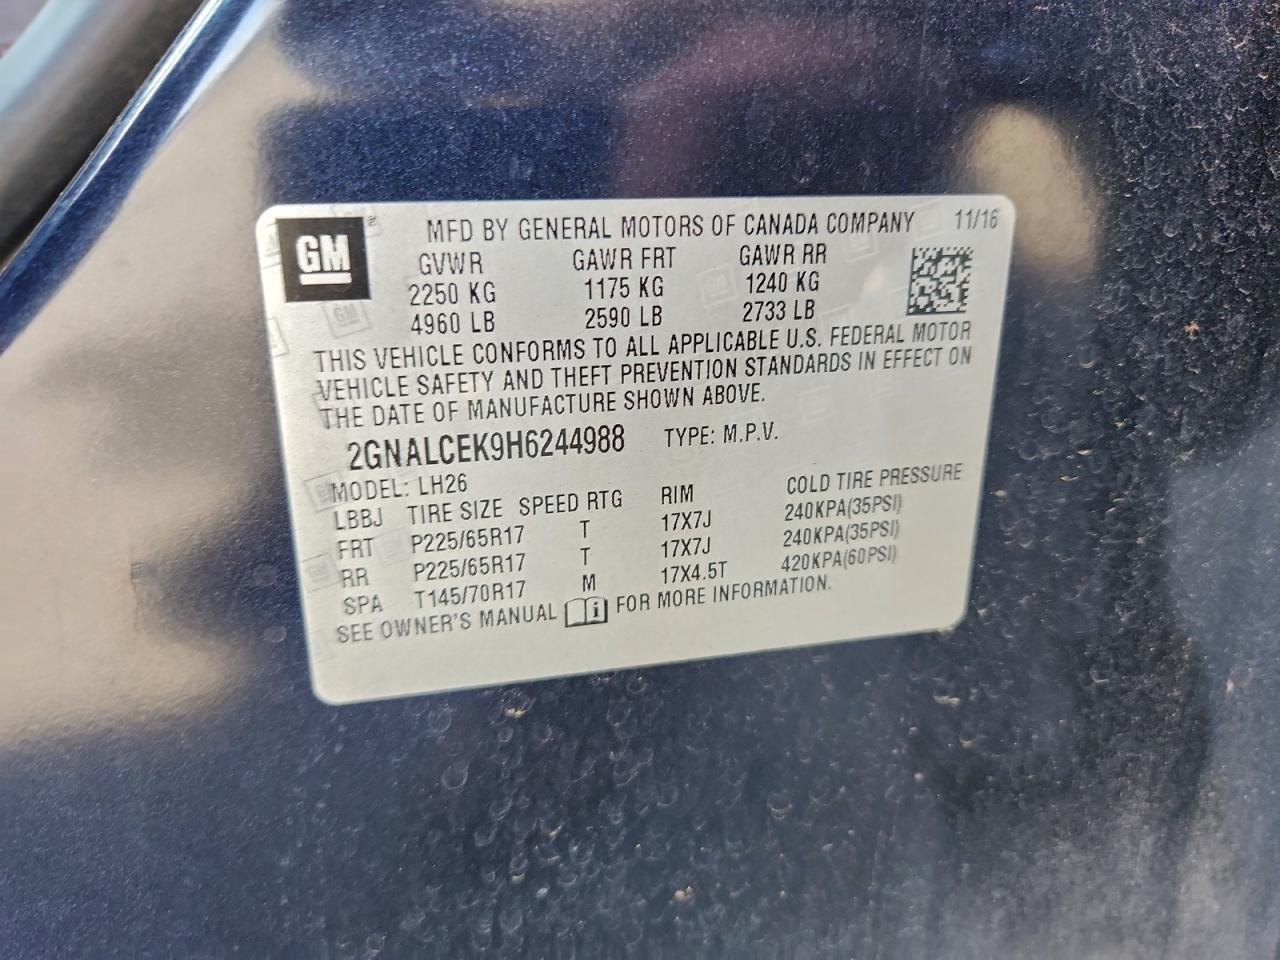 GM ® MFD BY GENERAL MOTORS OF CANADA COMPANY 11/16
GVWR GAWR FRT GAWR RR
2250 KG 1175 KG 1240 KG
4960 LB 2590 LB 2733 LB
THIS VEHICLE CONFORMS TO ALL APPLICABLE U.S. FEDERAL MOTOR
VEHICLE SAFETY AND THEFT PREVENTION STANDARDS IN EFFECT ON
THE DATE OF MANUFACTURE SHOWN ABOVE.
2GNALCEK9H6244988 TYPE: M.P.V.
MODEL: LH26
LBBJ TIRE SIZE SPEED RTG RIM COLD TIRE PRESSURE
FRT P225/65R17 T 17X7J 240KPA(35PSI)
RR P225/65R17 T 17X7J 240KPA(35PSI)
SPA T145/70R17 M 17X4.5T 420KPA(60PSI)
SEE OWNER'S MANUAL i FOR MORE INFORMATION.